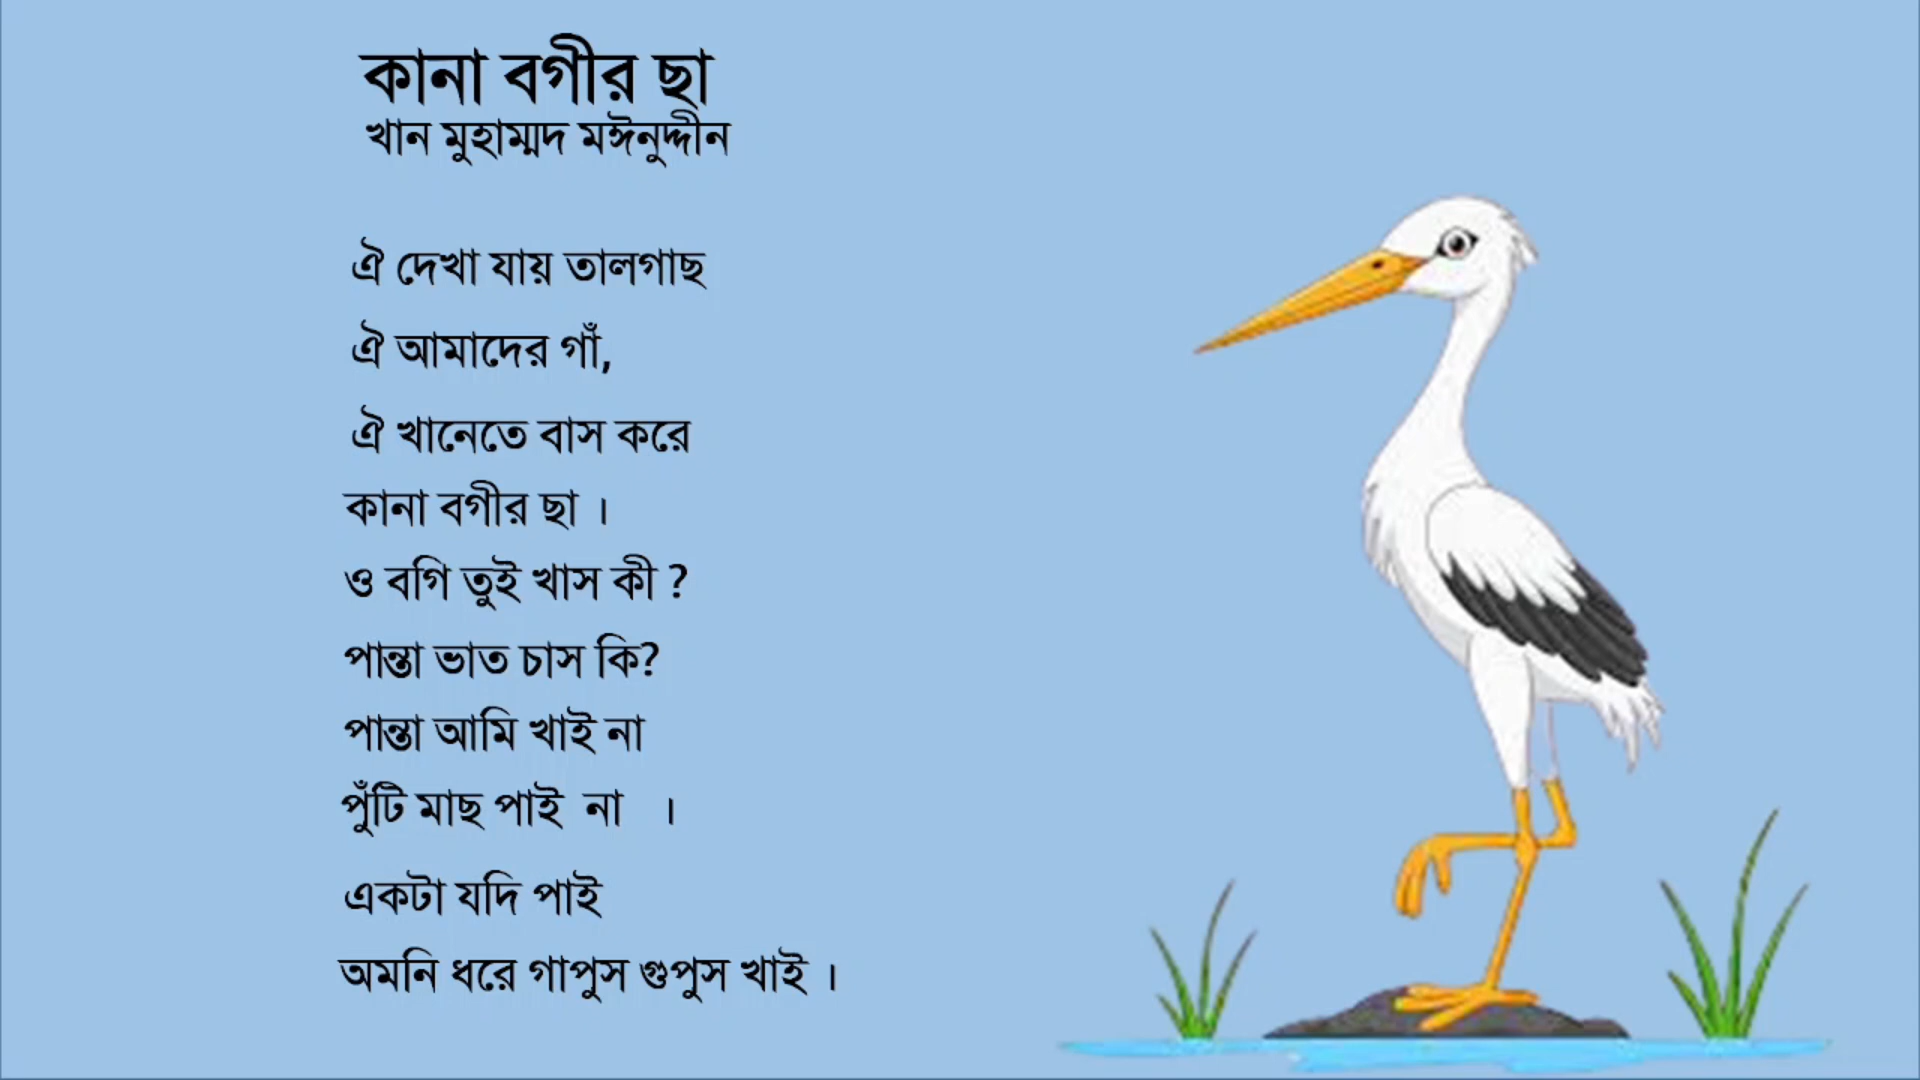 কানা বগীর ছা
খান মুহাম্মদ মঈনুদ্দীন
ঐ দেখা যায় তালগাছ
ঐ আমাদের গাঁ,
ঐ খানেতে বাস করে
কানা বগীর ছা ।
ও বগি তুই খাস কী ?
পান্তা ভাত চাস কি?
পান্তা আমি খাই না
পুঁটি মাছ পাই না ।
একটা যদি পাই
অমনি ধরে গাপুস গুপুস খাই ।